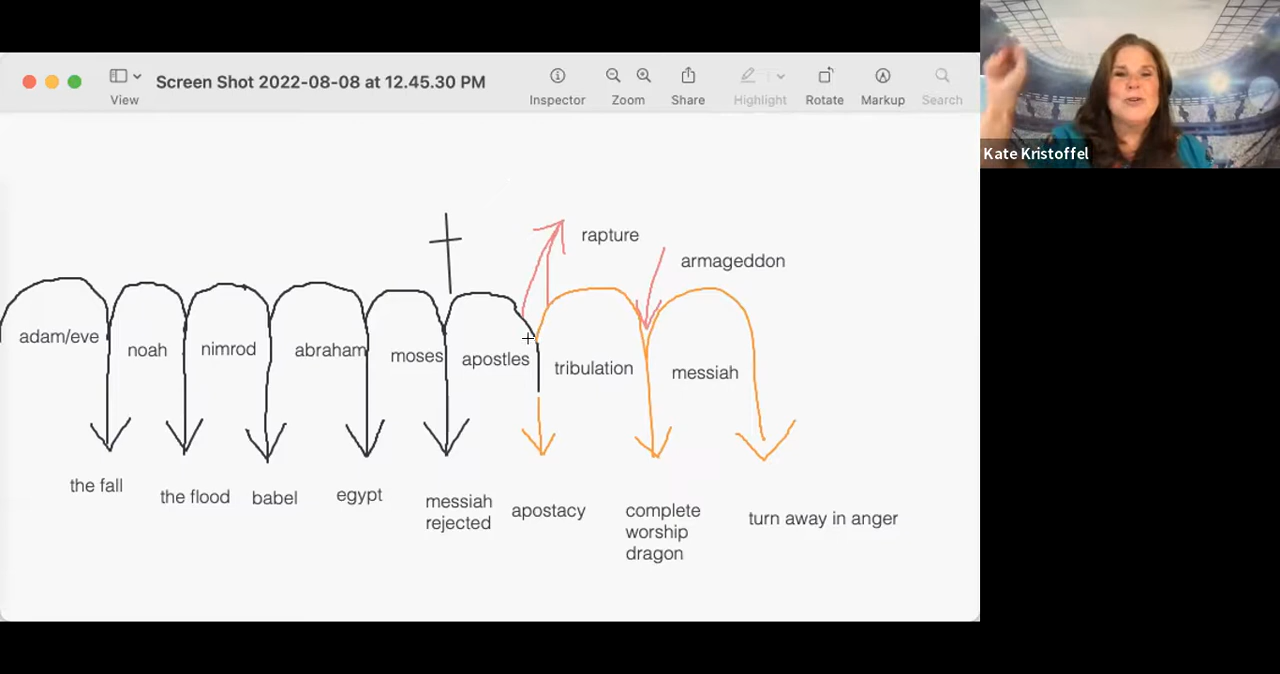 Screen Shot 2022-08-08 at 12.45.30 PM
View
Inspector
Zoom
Share
Highlight
Rotate
Markup
Search
Kate Kristoffel
rapture
armageddon
adam/eve
noah
nimrod
abraham
moses
apostles
tribulation
messiah
the fall
the flood
babel
egypt
messiah
rejected
apostacy
complete
worship
dragon
turn away in anger